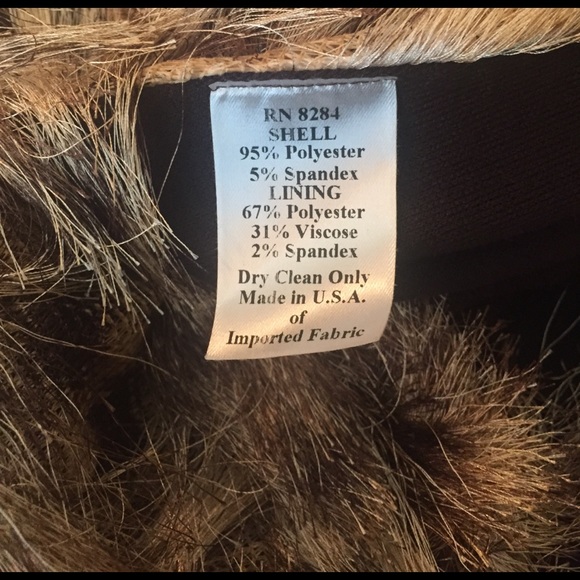 RN 8284
SHELL
95% Polyester
5% Spandex
LINING
67% Polyester
31% Viscose
2% Spandex
Dry Clean Only
Made in U.S.A.
of
Imported Fabric